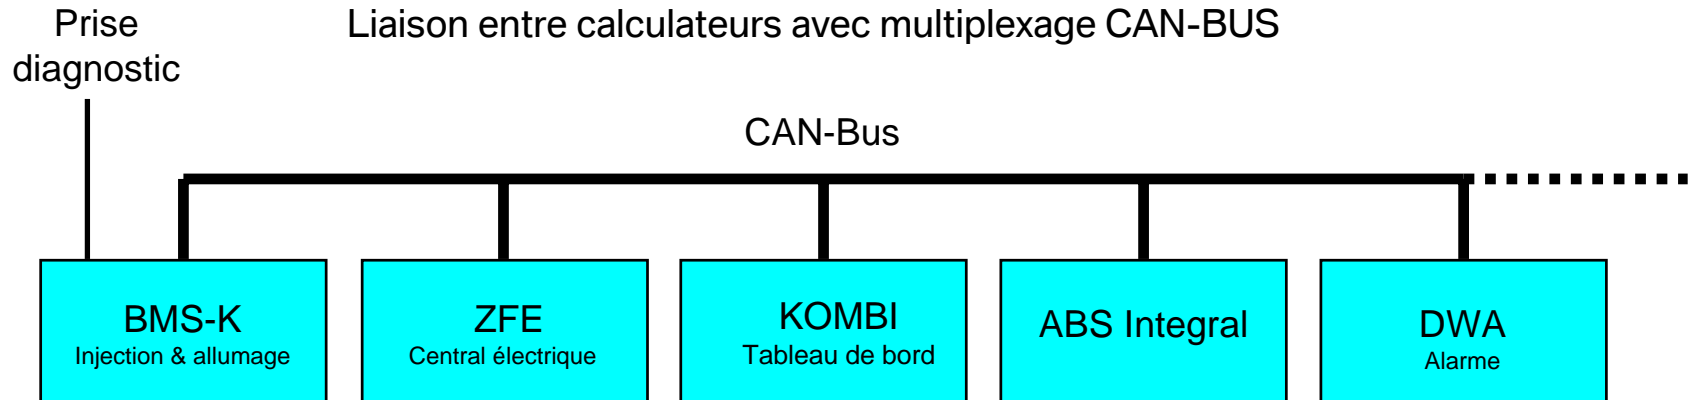 Prise
diagnostic
Liaison entre calculateurs avec multiplexage CAN-BUS
CAN-Bus
BMS-K
Injection & allumage
ZFE
Central électrique
KOMBI
Tableau de bord
ABS Integral
DWA
Alarme